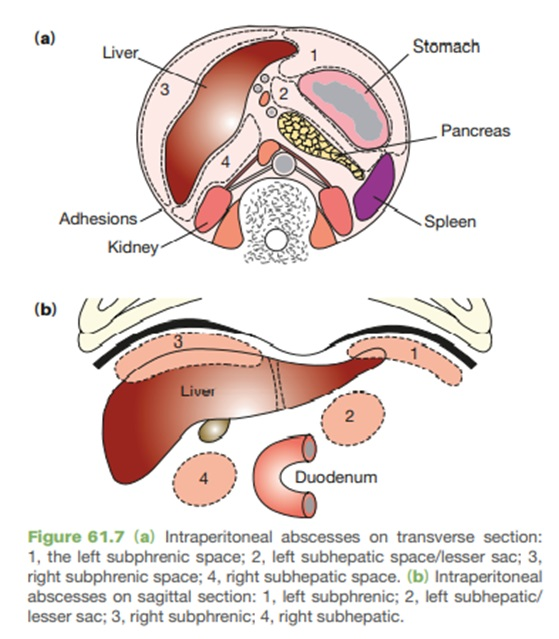 (a)
Liver
1
Stomach
3
2
Pancreas
4
Adhesions
Spleen
Kidney
(b)
3
1
Liver
2
4
Duodenum
Figure 61.7 (a) Intraperitoneal abscesses on transverse section:
1, the left subphrenic space; 2, left subhepatic space/lesser sac; 3,
right subphrenic space; 4, right subhepatic space. (b) Intraperitoneal
abscesses on sagittal section: 1, left subphrenic; 2, left subhepatic/
lesser sac; 3, right subphrenic; 4, right subhepatic.